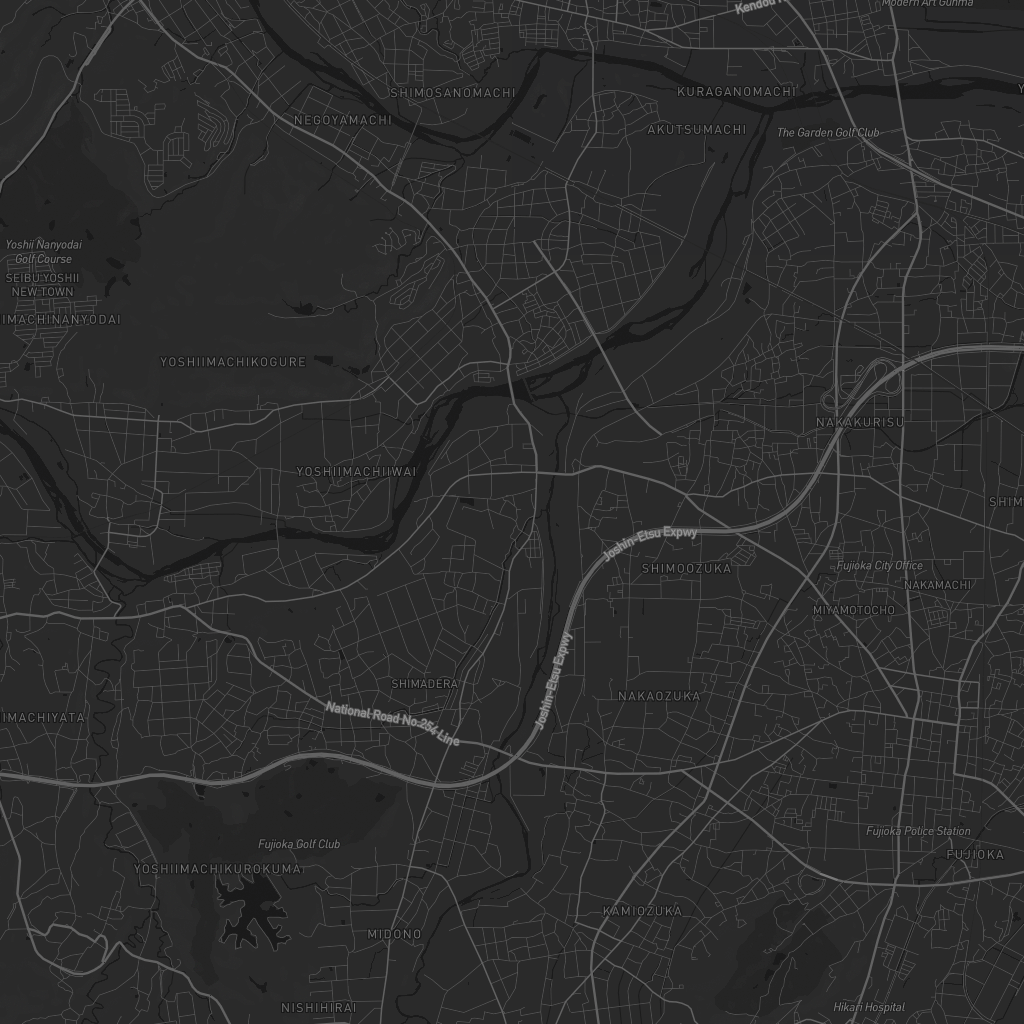 Modern Art Gunma
SHIMOSANOMACHI
KURAGANOMACHI
NEGOYAMACHI
AKUTSUMACHI
The Garden Golf Club
Yoshii Nanyodai
Golf Course
SEIBU YOSHII
NEW TOWN
IMACHINANYODAI
YOSHIIMACHIKOGURE
NAKAKURISU
YOSHIIMACHIIWAI
SHIM
Joshin-Etsu Expwy
SHIMOOZUKA
Fujioka City Office
NAKAMACHI
MIYAMOTOCHO
Joshin-Etsu Expwy
SHIMADERA
NAKAOZUKA
IMACHIYATA
National Road No.254 Line
Fujioka Golf Club
Fujioka Police Station
FUJIOKA
YOSHIIMACHIKUROKUMA
KAMIOZUKA
MIDONO
NISHIHIRAI
Hikari Hospital